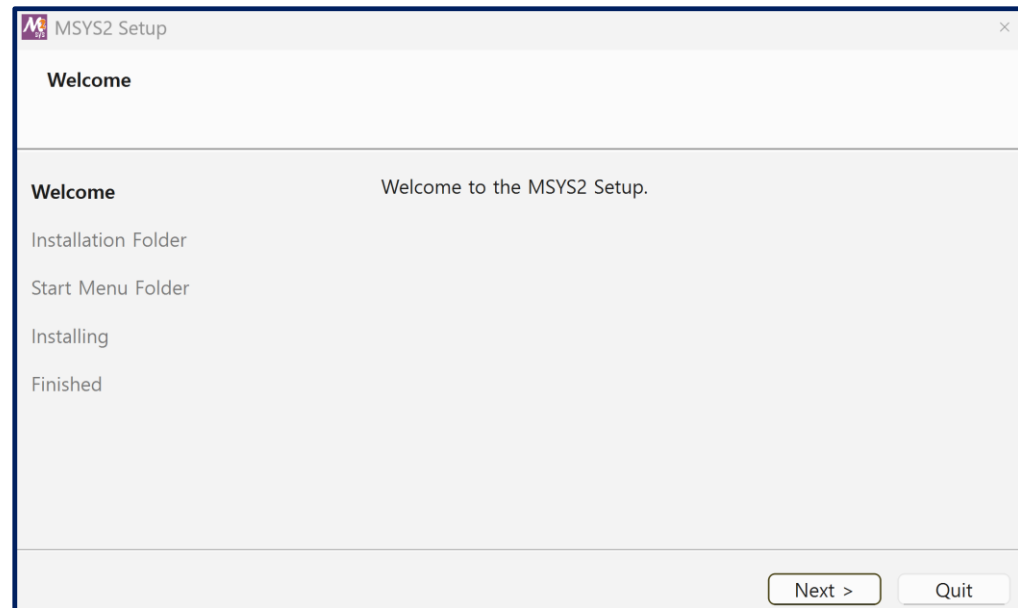 MSYS2 Setup
Welcome
Welcome
Welcome to the MSYS2 Setup.
Installation Folder
Start Menu Folder
Installing
Finished
Next >
Quit